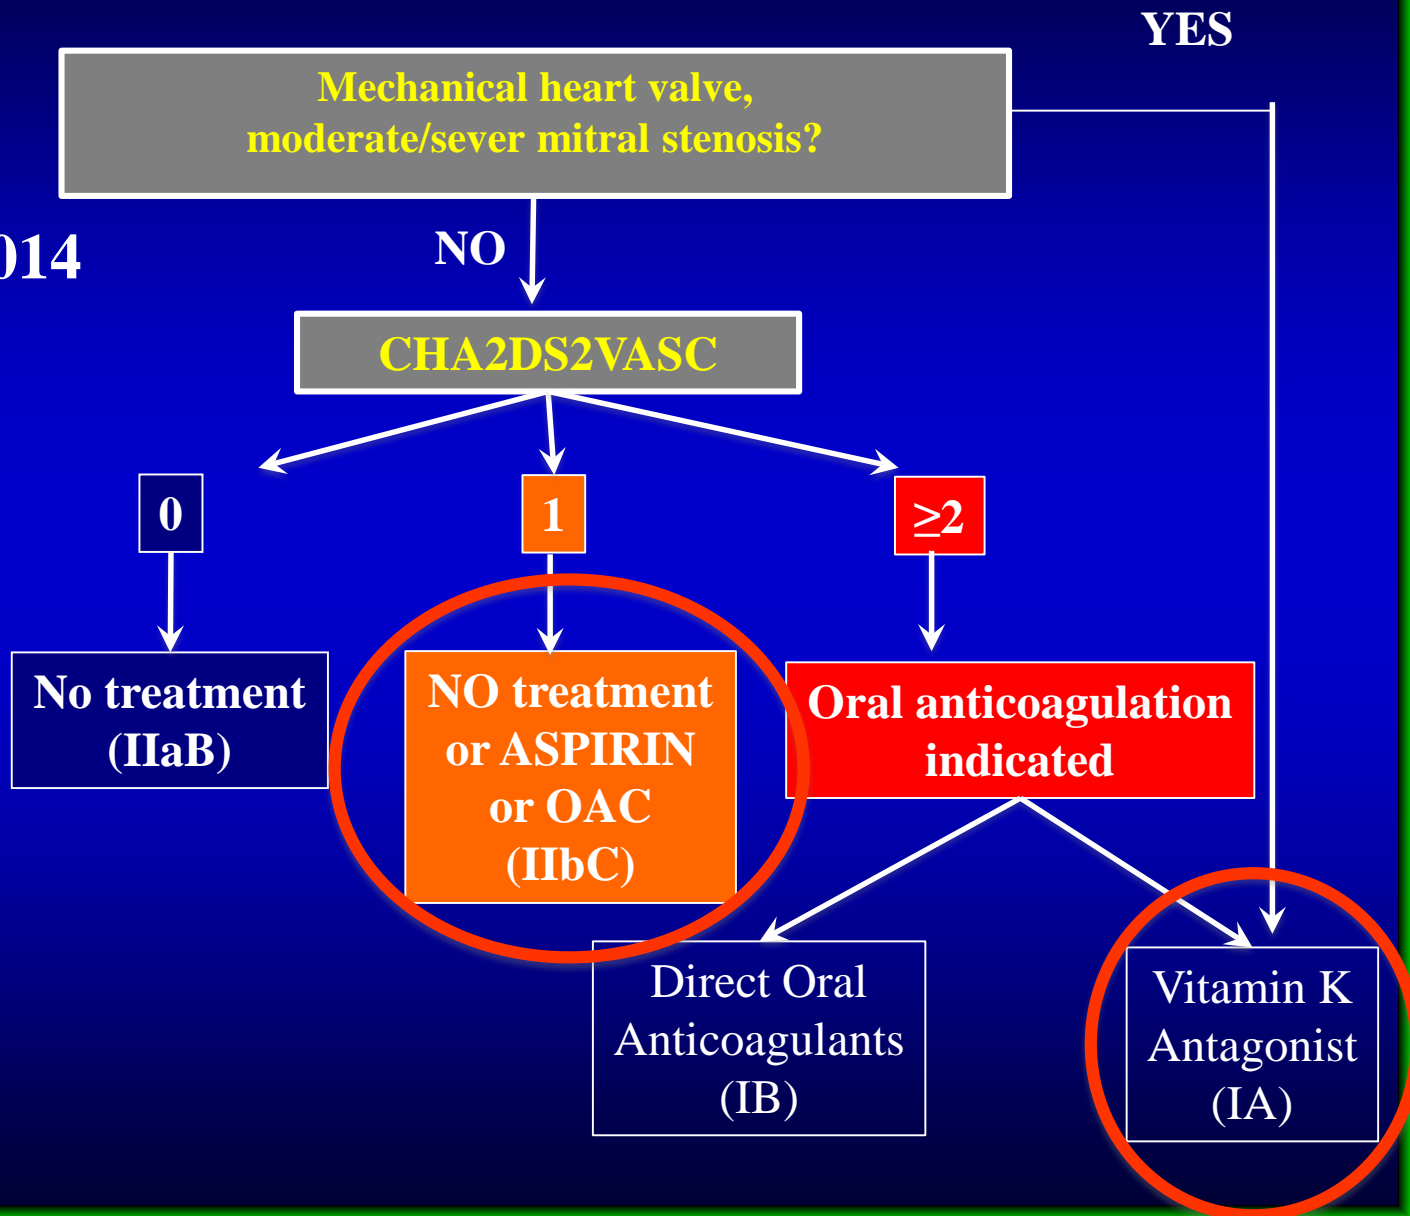 YES
Mechanical heart valve,
moderate/sever mitral stenosis?
014
NO
CHA2DS2VASC
0
1
≥2
No treatment
(IIaB)
NO treatment
or ASPIRIN
or OAC
(IIbC)
Oral anticoagulation
indicated
Direct Oral
Anticoagulants
(IB)
Vitamin K
Antagonist
(IA)